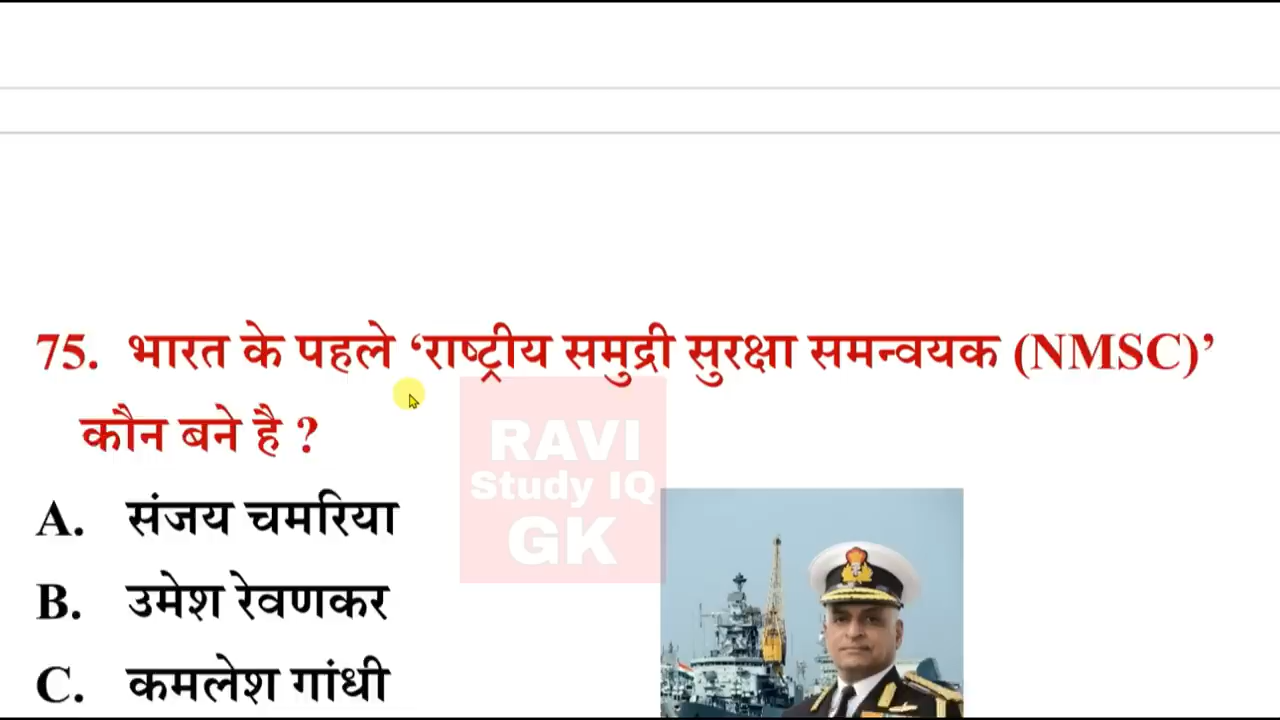 75. भारत के पहले ‘राष्ट्रीय समुद्री सुरक्षा समन्वयक (NMSC)’
कौन बने है ?
RAVI
Study IQ
GK
A. संजय चमरिया
B. उमेश रेवणकर
C. कमलेश गांधी